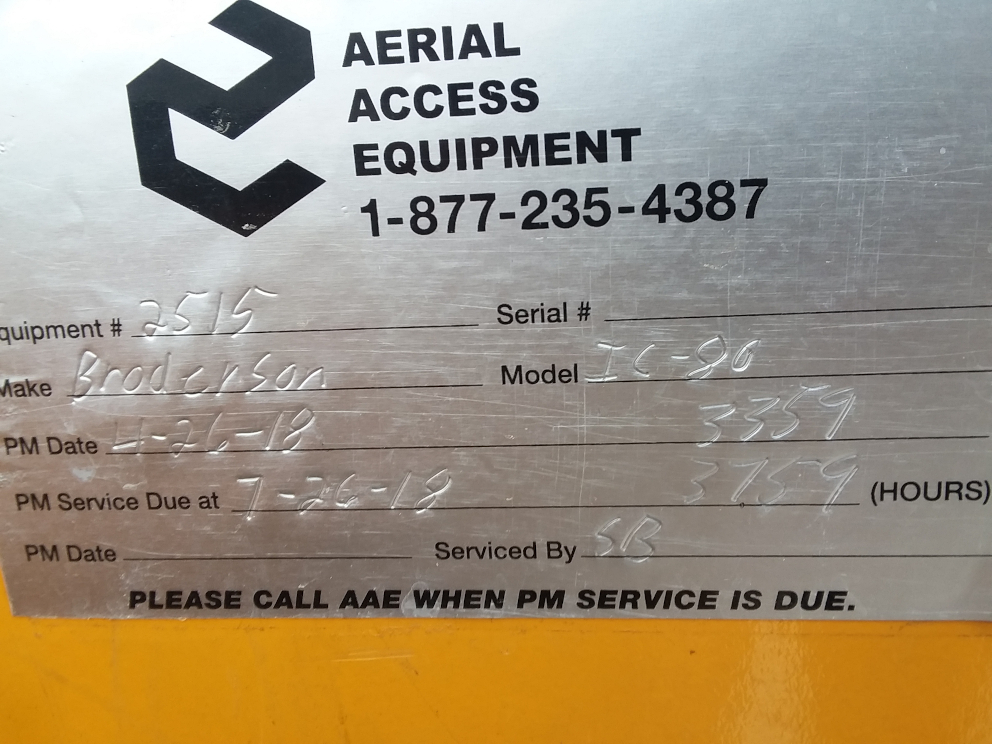 AERIAL
ACCESS
EQUIPMENT
1-877-235-4387
quipment # 2515 Serial #
Make Broderson Model IC-80
PM Date 4-26-18 3359
PM Service Due at 7-26-18 3759 (HOURS)
PM Date Serviced By SB
PLEASE CALL AAE WHEN PM SERVICE IS DUE.